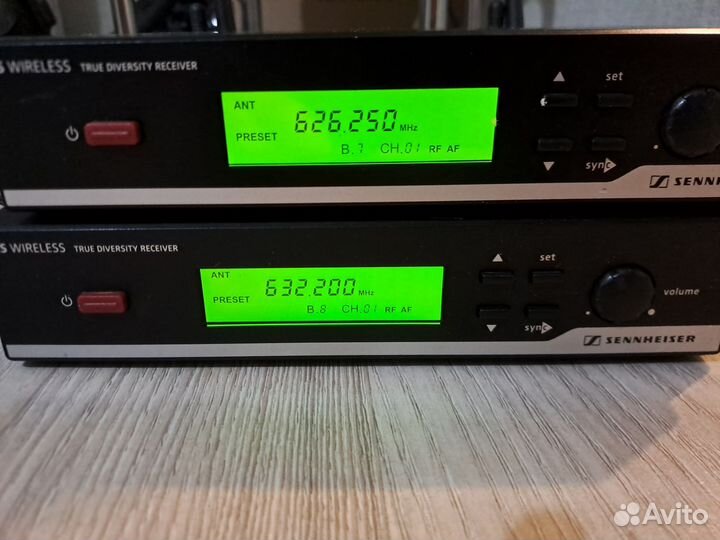 S WIRELESS TRUE DIVERSITY RECEIVER
ANT
626.250 MHz
PRESET
B.7 CH.01 RF AF
set
sync
SENNH
S WIRELESS TRUE DIVERSITY RECEIVER
ANT
632.200 MHz
PRESET
B.8 CH.01 RF AF
set
volume
sync
SENNHEISER
Avito